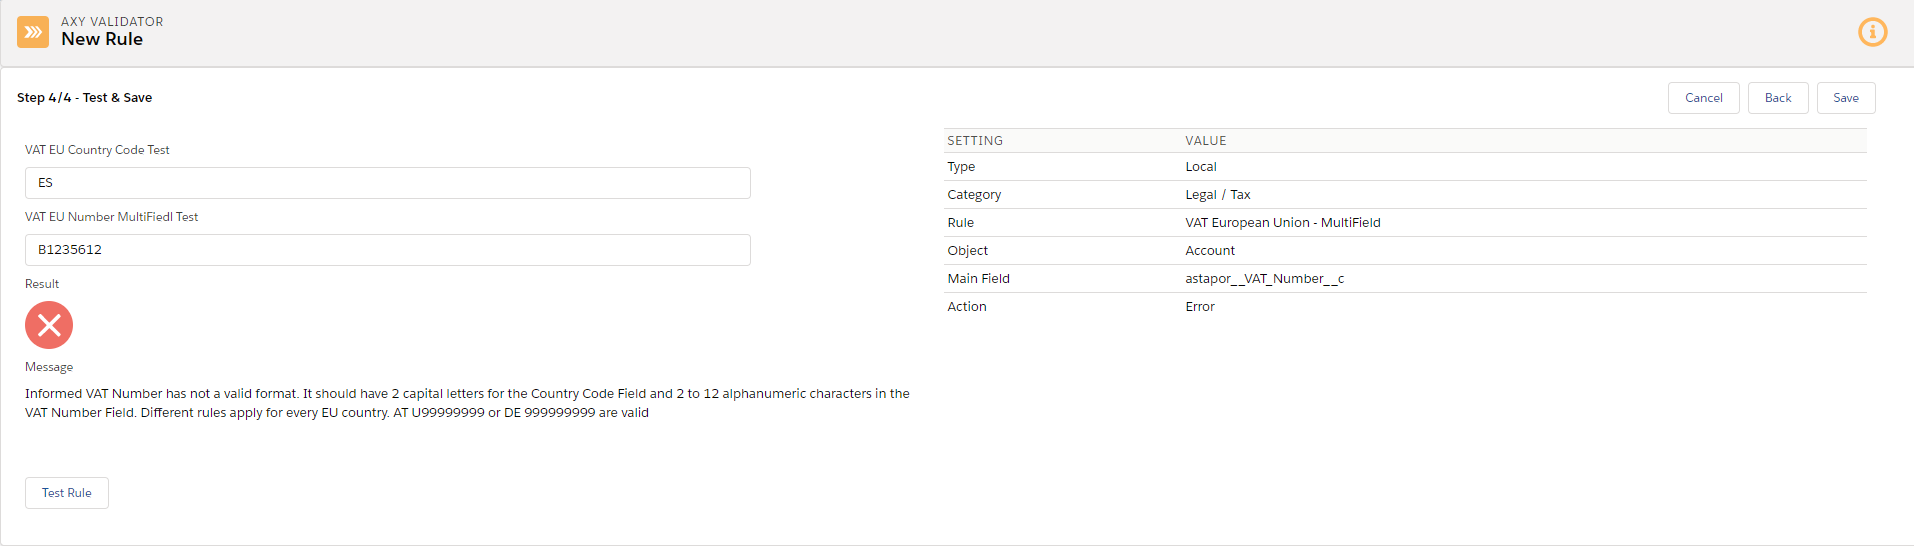 AXY VALIDATOR
New Rule
Step 4/4 - Test & Save
Cancel
Back
Save
VAT EU Country Code Test
ES
VAT EU Number MultiFiedl Test
B1235612
Result
Message
Informed VAT Number has not a valid format. It should have 2 capital letters for the Country Code Field and 2 to 12 alphanumeric characters in the
VAT Number Field. Different rules apply for every EU country. AT U99999999 or DE 999999999 are valid
Test Rule
SETTING VALUE
Type Local
Category Legal / Tax
Rule VAT European Union - MultiField
Object Account
Main Field astapor__VAT_Number__c
Action Error